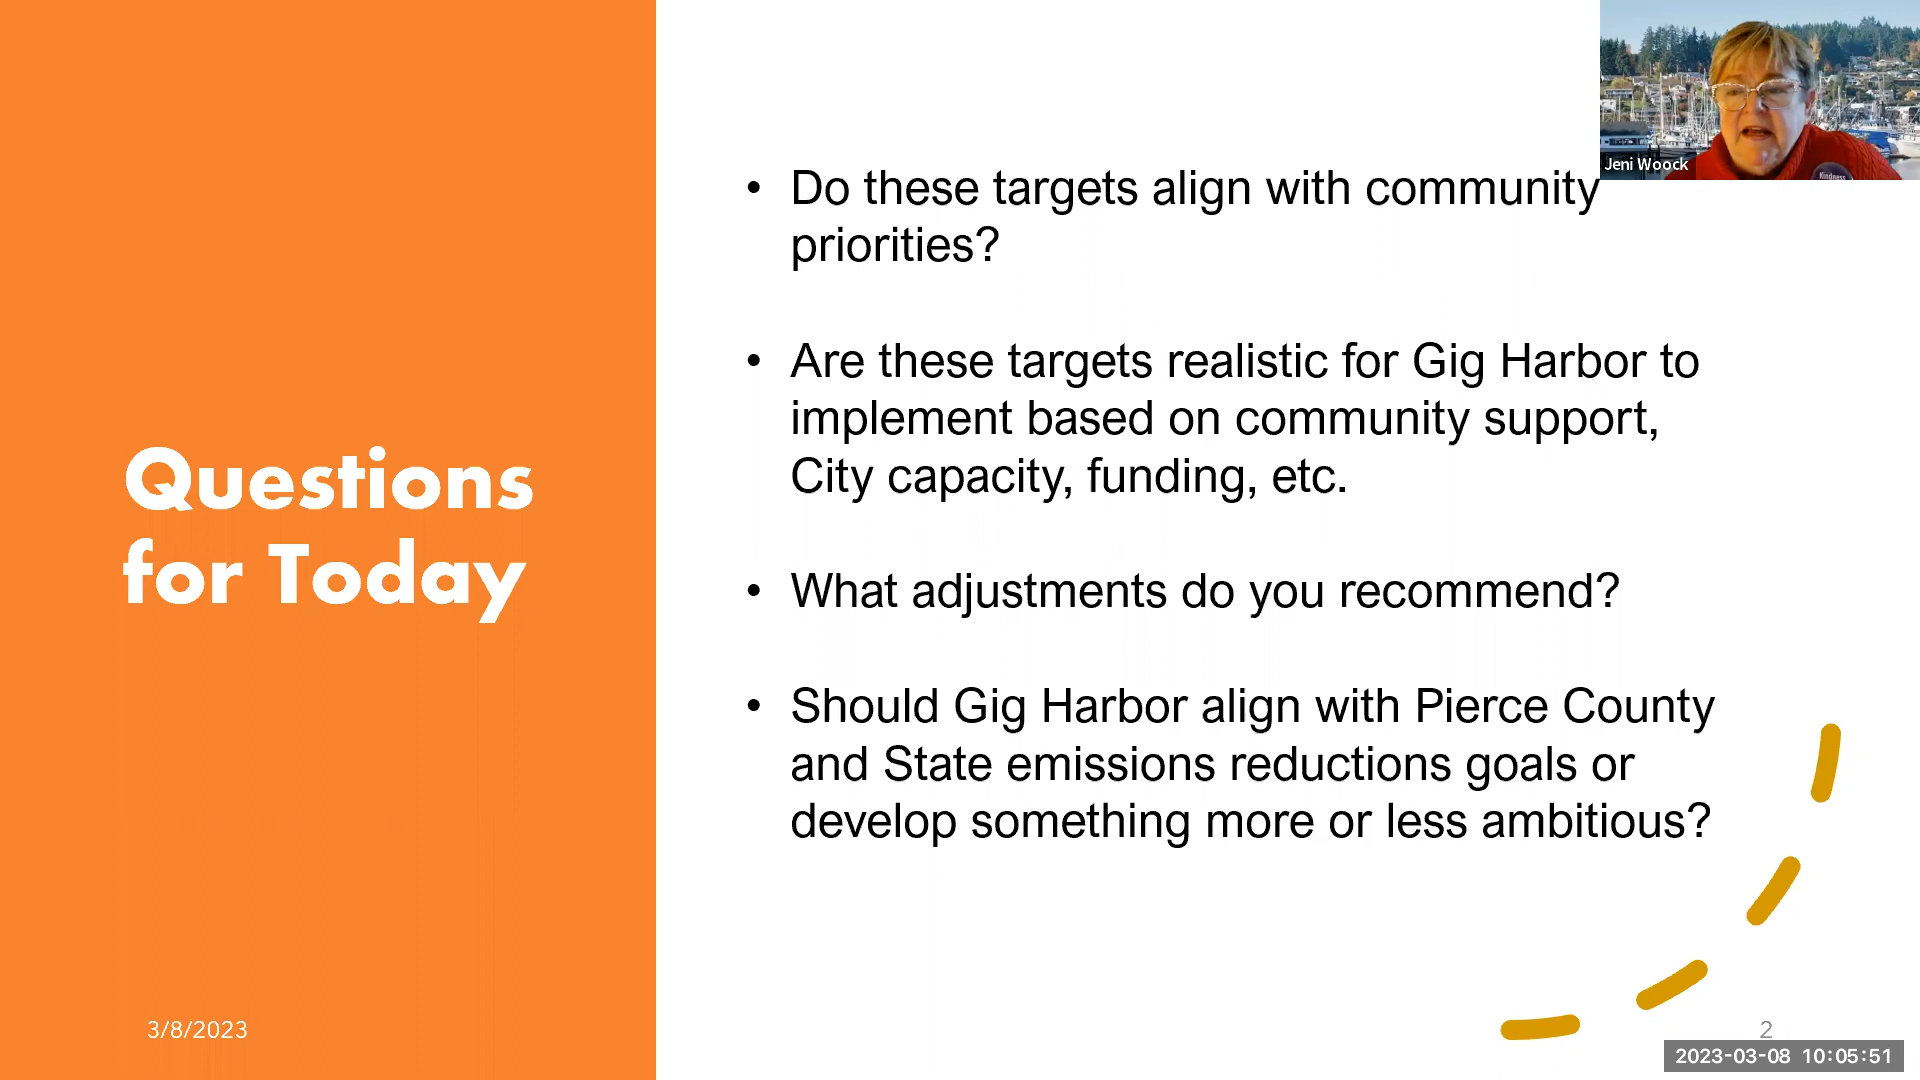 Jeni Woock
Kindness
Questions
for Today
• Do these targets align with community
priorities?
• Are these targets realistic for Gig Harbor to
implement based on community support,
City capacity, funding, etc.
• What adjustments do you recommend?
• Should Gig Harbor align with Pierce County
and State emissions reductions goals or
develop something more or less ambitious?
3/8/2023
2
2023-03-08 10:05:51